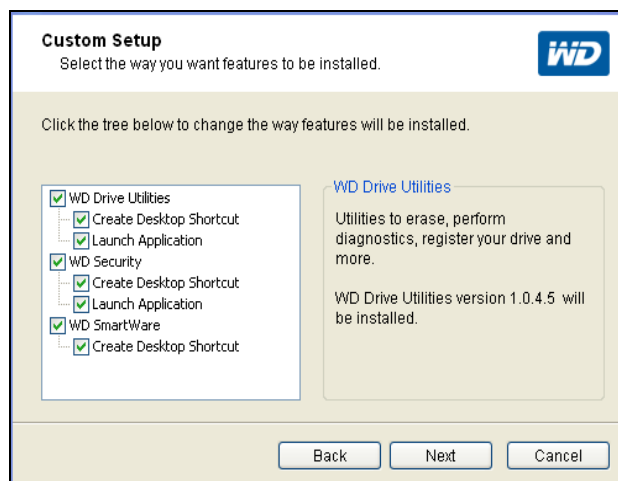 Custom Setup
Select the way you want features to be installed.
WD
Click the tree below to change the way features will be installed.
WD Drive Utilities
Create Desktop Shortcut
Launch Application
WD Security
Create Desktop Shortcut
Launch Application
WD SmartWare
Create Desktop Shortcut
WD Drive Utilities
Utilities to erase, perform
diagnostics, register your drive and
more.
WD Drive Utilities version 1.0.4.5 will
be installed.
Back
Next
Cancel